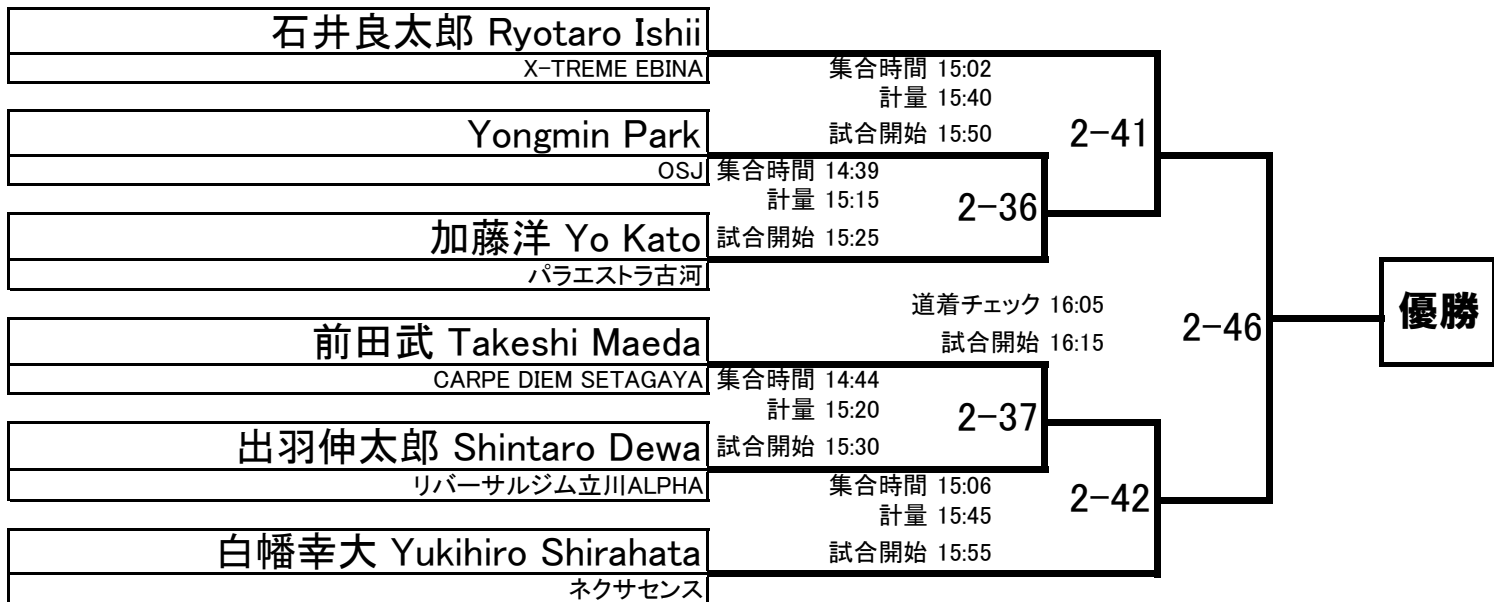 石井良太郎 Ryotaro Ishii
X-TREME EBINA
集合時間 15:02
計量 15:40
試合開始 15:50
2-41
Yongmin Park
OSJ
集合時間 14:39
計量 15:15
試合開始 15:25
2-36
加藤洋 Yo Kato
パラエストラ古河
道着チェック 16:05
試合開始 16:15
2-46
優勝
前田武 Takeshi Maeda
CARPE DIEM SETAGAYA
集合時間 14:44
計量 15:20
試合開始 15:30
2-37
出羽伸太郎 Shintaro Dewa
リバーサルジム立川ALPHA
集合時間 15:06
計量 15:45
試合開始 15:55
2-42
白幡幸大 Yukihiro Shirahata
ネクサセンス